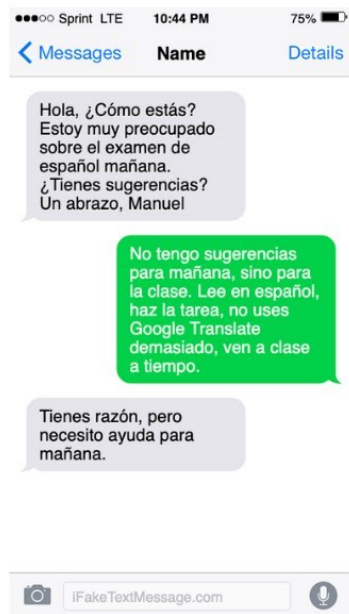 Sprint LTE 10:44 PM 75%
Messages Name Details
Hola, ¿Cómo estás?
Estoy muy preocupado
sobre el examen de
español mañana.
¿Tienes sugerencias?
Un abrazo, Manuel
No tengo sugerencias
para mañana, sino para
la clase. Lee en español,
haz la tarea, no uses
Google Translate
demasiado, ven a clase
a tiempo.
Tienes razón, pero
necesito ayuda para
mañana.
iFakeTextMessage.com